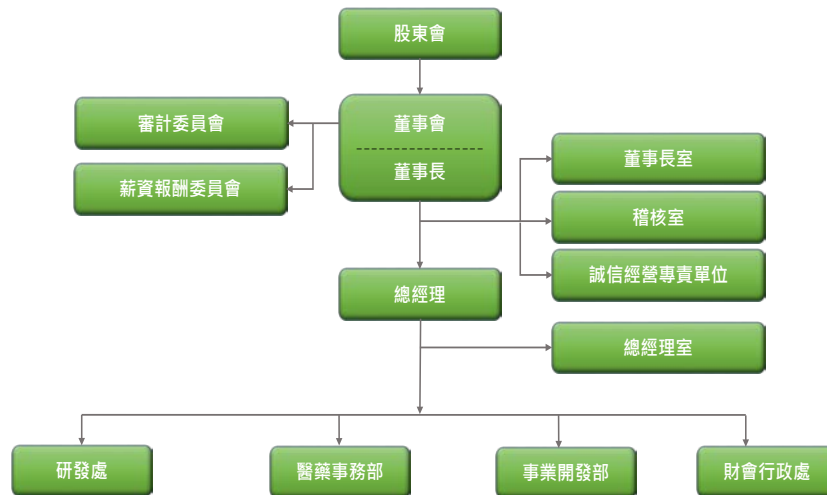 股東會
審計委員會
董事會
董事長
薪資報酬委員會
董事長室
稽核室
誠信經營專責單位
總經理
總經理室
研發處
醫藥事務部
事業開發部
財會行政處